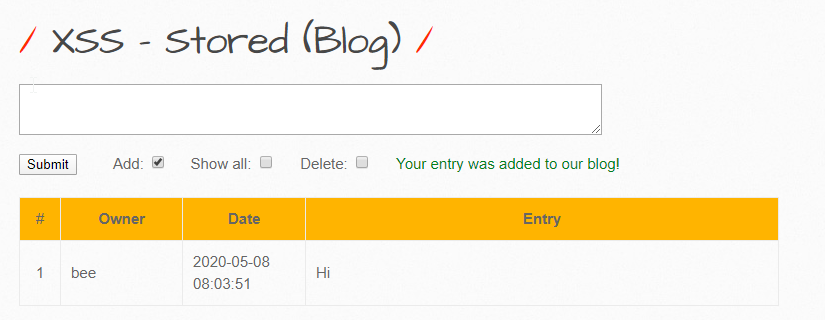 / XSS - Stored (Blog) /
Submit Add: Show all: Delete: Your entry was added to our blog!
# Owner Date Entry
1 bee 2020-05-08 08:03:51 Hi